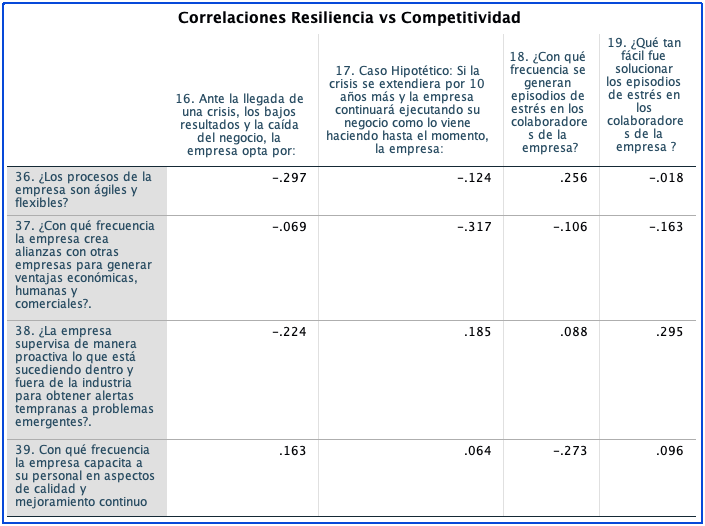 Correlaciones Resiliencia vs Competitividad
16. Ante la llegada de
una crisis, los bajos
resultados y la caída
del negocio, la
empresa opta por:
17. Caso Hipotético: Si la
crisis se extendiera por 10
años más y la empresa
continuará ejecutando su
negocio como lo viene
haciendo hasta el momento,
la empresa:
18. ¿Con qué
frecuencia se
generan
episodios de
estrés en los
colaboradore
s de la
empresa?
19. ¿Qué tan
fácil fue
solucionar
los episodios
de estrés en
los
colaboradore
s de la
empresa ?
36. ¿Los procesos de la
empresa son ágiles y
flexibles?
-.297 -.124 .256 -.018
37. ¿Con qué frecuencia
la empresa crea
alianzas con otras
empresas para generar
ventajas económicas,
humanas y
comerciales?.
-.069 -.317 -.106 -.163
38. ¿La empresa
supervisa de manera
proactiva lo que está
sucediendo dentro y
fuera de la industria
para obtener alertas
tempranas a problemas
emergentes?.
-.224 .185 .088 .295
39. Con qué frecuencia
la empresa capacita a
su personal en aspectos
de calidad y
mejoramiento continuo
.163 .064 -.273 .096